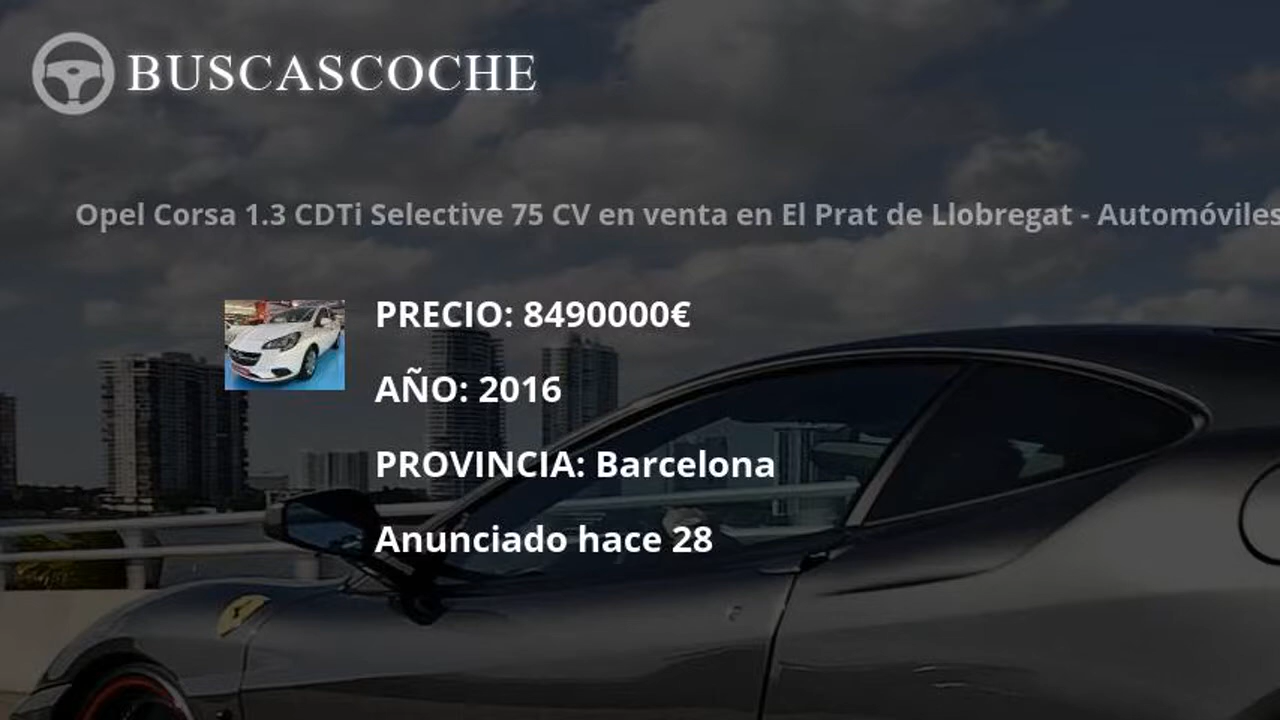 BUSCASCOCHE
Opel Corsa 1.3 CDTi Selective 75 CV en venta en El Prat de Llobregat - Automóviles
PRECIO: 8490000€
AÑO: 2016
PROVINCIA: Barcelona
Anunciado hace 28